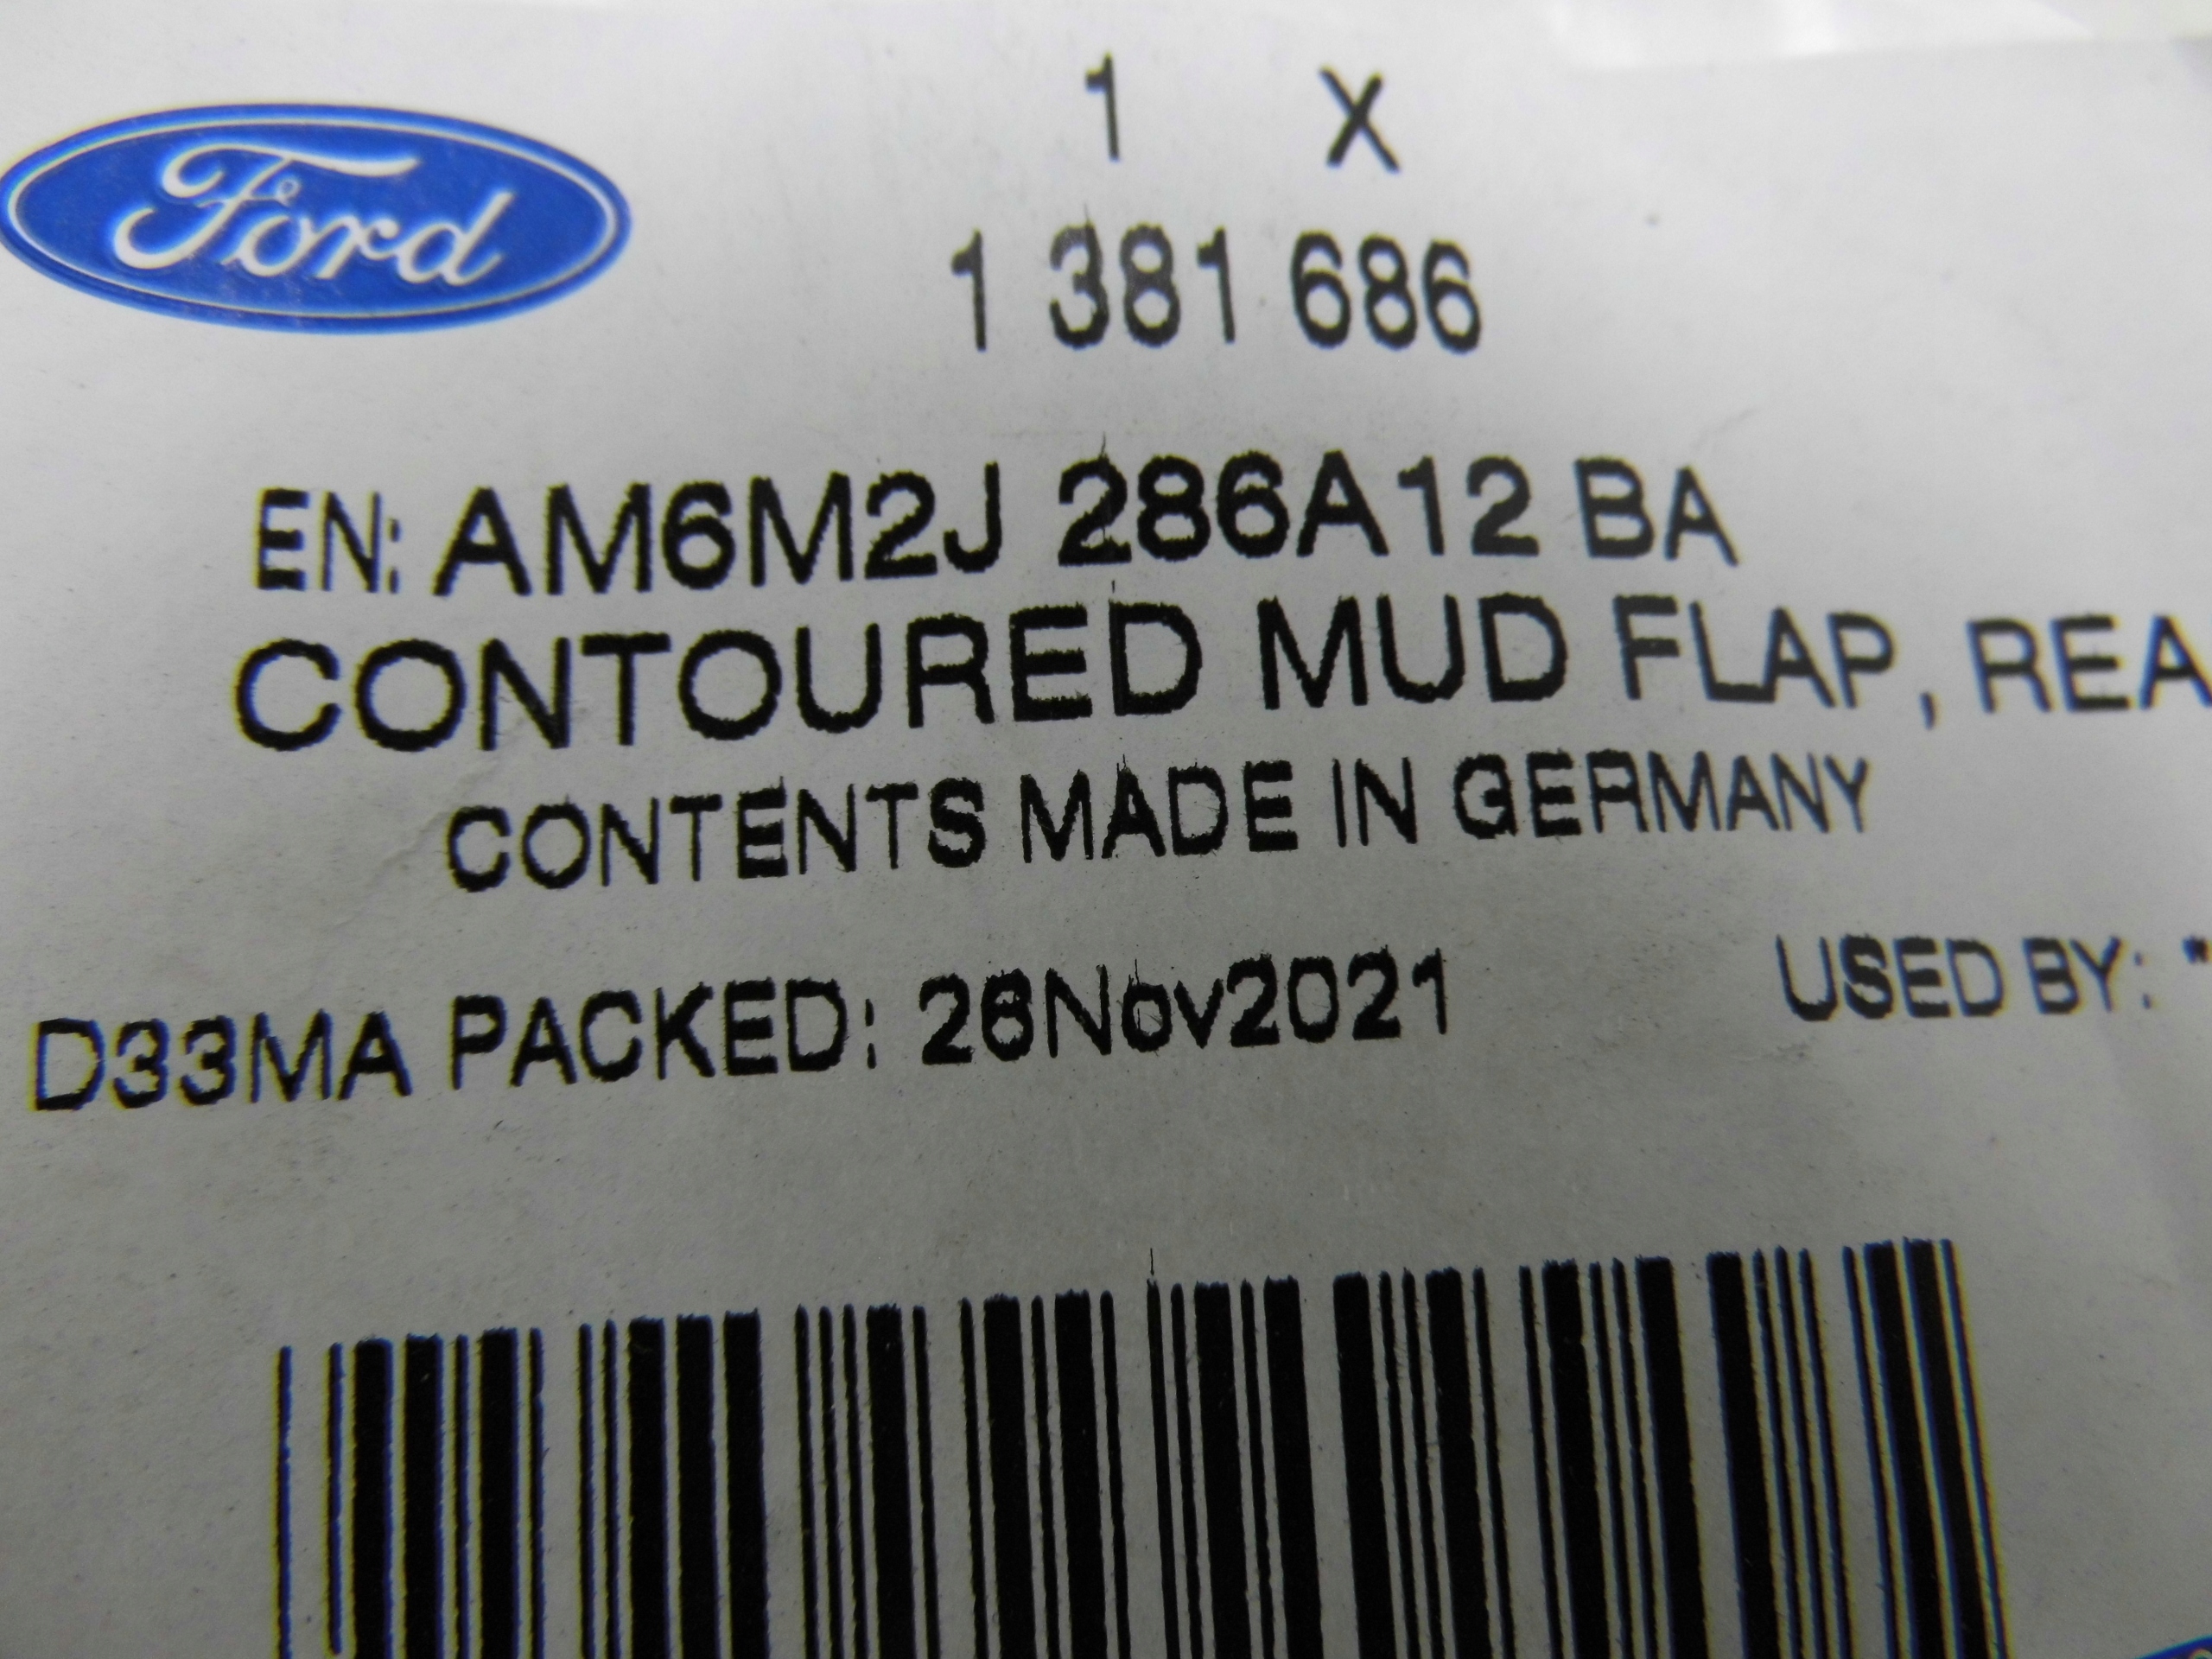 Ford
1 X
1 381 686
EN: AM6M2J 286A12 BA
CONTOURED MUD FLAP, REA
CONTENTS MADE IN GERMANY
D33MA PACKED: 26Nov2021
USED BY: *